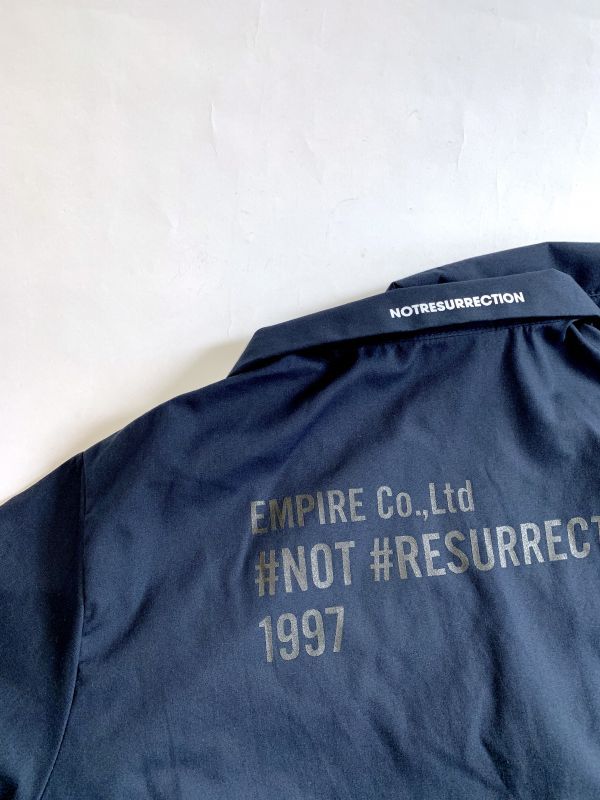 NOTRESURRECTION
EMPIRE Co.,Ltd
#NOT #RESURRECT
1997